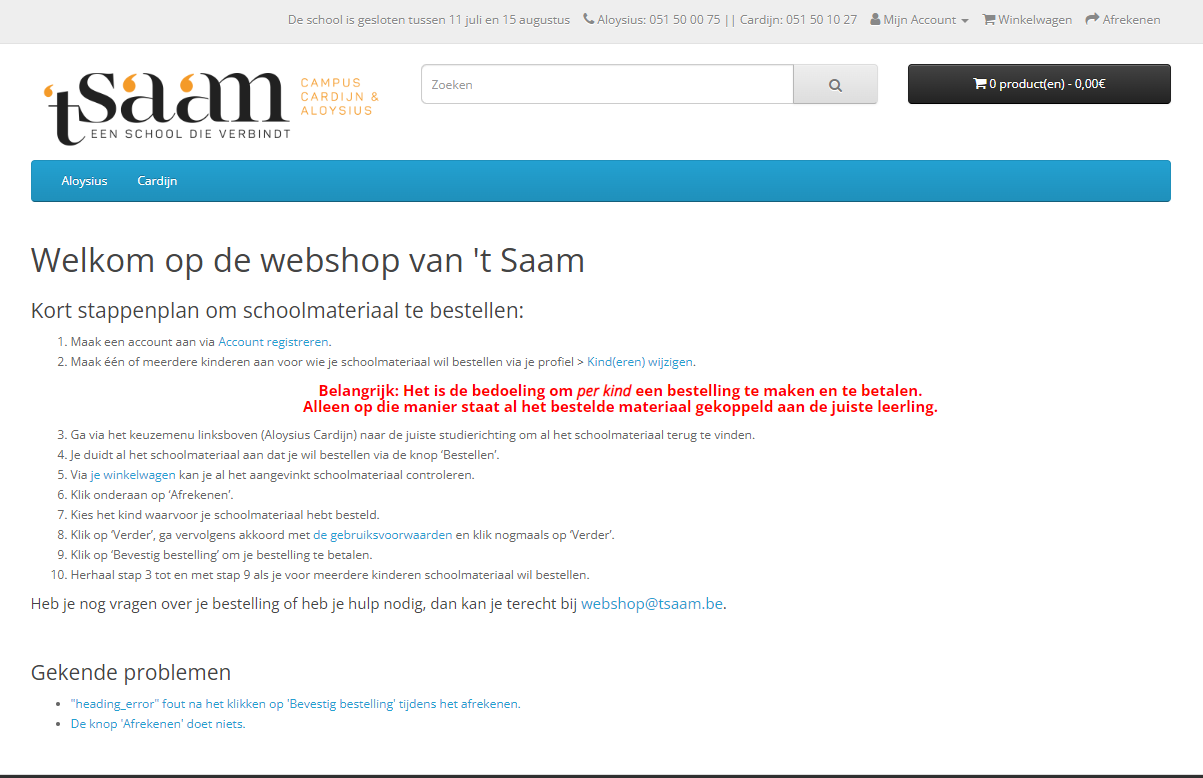 De school is gesloten tussen 11 juli en 15 augustus Aloysius: 051 50 00 75 || Cardijn: 051 50 10 27 Mijn Account Winkelwagen Afrekenen
't saam CAMPUS
CARDIJN &
ALOYSIUS
EEN SCHOOL DIE VERBINDT
Zoeken
0 product(en) - 0,00€
Aloysius Cardijn
Welkom op de webshop van 't Saam
Kort stappenplan om schoolmateriaal te bestellen:
1. Maak een account aan via Account registreren.
2. Maak één of meerdere kinderen aan voor wie je schoolmateriaal wil bestellen via je profiel > Kind(eren) wijzigen.
Belangrijk: Het is de bedoeling om per kind een bestelling te maken en te betalen.
Alleen op die manier staat al het bestelde materiaal gekoppeld aan de juiste leerling.
3. Ga via het keuzemenu linksboven (Aloysius Cardijn) naar de juiste studierichting om al het schoolmateriaal terug te vinden.
4. Je duidt al het schoolmateriaal aan dat je wil bestellen via de knop ‘Bestellen’.
5. Via je winkelwagen kan je al het aangevinkt schoolmateriaal controleren.
6. Klik onderaan op ‘Afrekenen’.
7. Kies het kind waarvoor je schoolmateriaal hebt besteld.
8. Klik op ‘Verder’, ga vervolgens akkoord met de gebruiksvoorwaarden en klik nogmaals op ‘Verder’.
9. Klik op ‘Bevestig bestelling’ om je bestelling te betalen.
10. Herhaal stap 3 tot en met stap 9 als je voor meerdere kinderen schoolmateriaal wil bestellen.
Heb je nog vragen over je bestelling of heb je hulp nodig, dan kan je terecht bij webshop@tsaam.be.
Gekende problemen
• "heading_error" fout na het klikken op 'Bevestig bestelling' tijdens het afrekenen.
• De knop 'Afrekenen' doet niets.